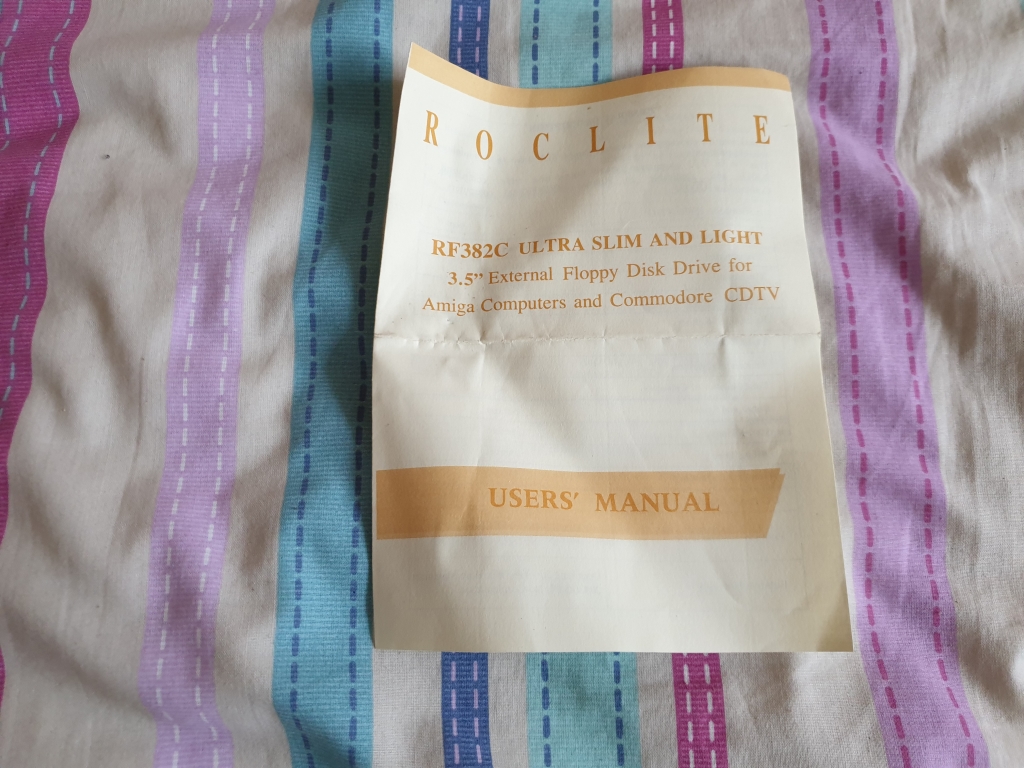 ROCLITE
RF382C ULTRA SLIM AND LIGHT
3.5” External Floppy Disk Drive for
Amiga Computers and Commodore CDTV
USERS’ MANUAL